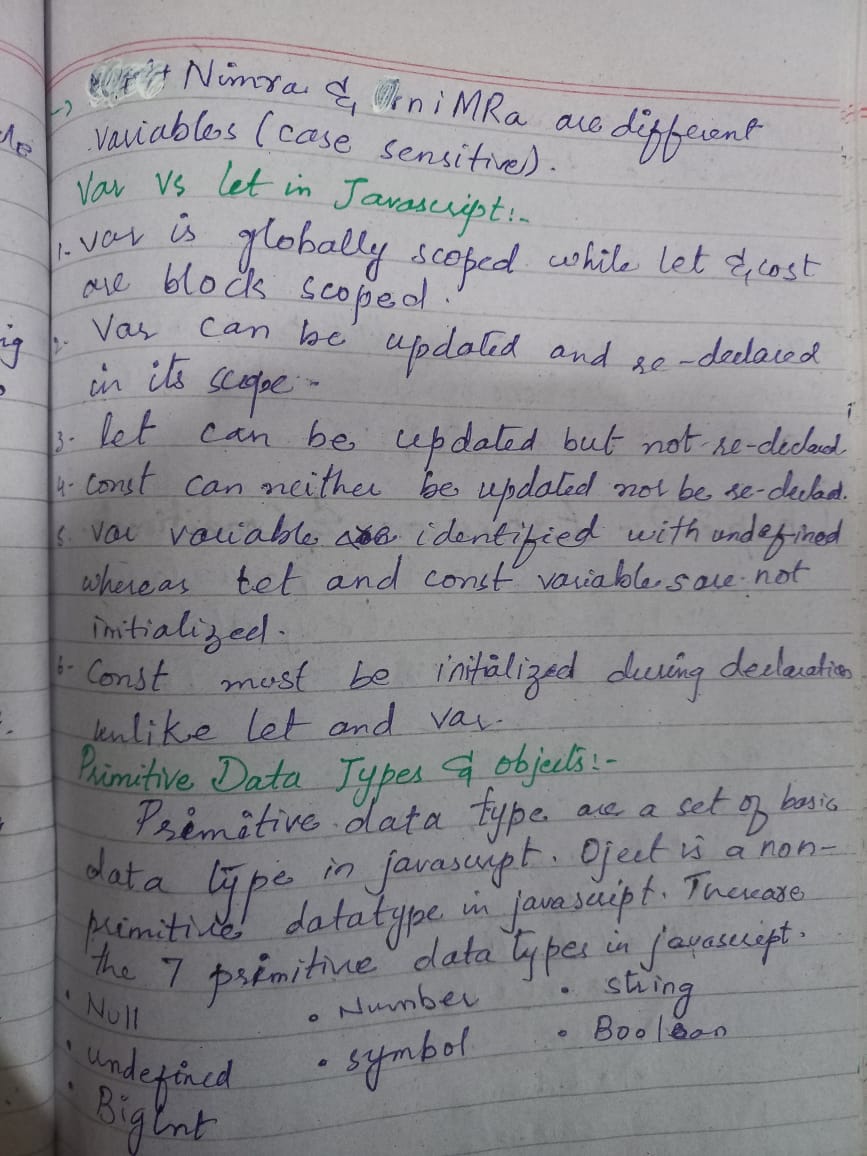 → Nimra & niMRa are different
variables (case sensitive).
Var vs let in Javascript:-
1. var is globally scoped while let & cost
are block scoped.
2. Var can be updated and re-declared
in its scope -
3- let can be updated but not re-declared
4- Const can neither be updated nor be re-declad.
5. var variable are identified with undefined
whereas let and const variables are not
initialized.
6- Const must be initialized during declaration
unlike let and var.
Primitive Data Types & objects:-
Primitive data type are a set of basic
data type in javascript. Oject is a non-
primitive datatype in javascript. These are
the 7 primitive data types in javascript.
• Null • Number • string
• undefined • symbol • Boolean
• BigInt